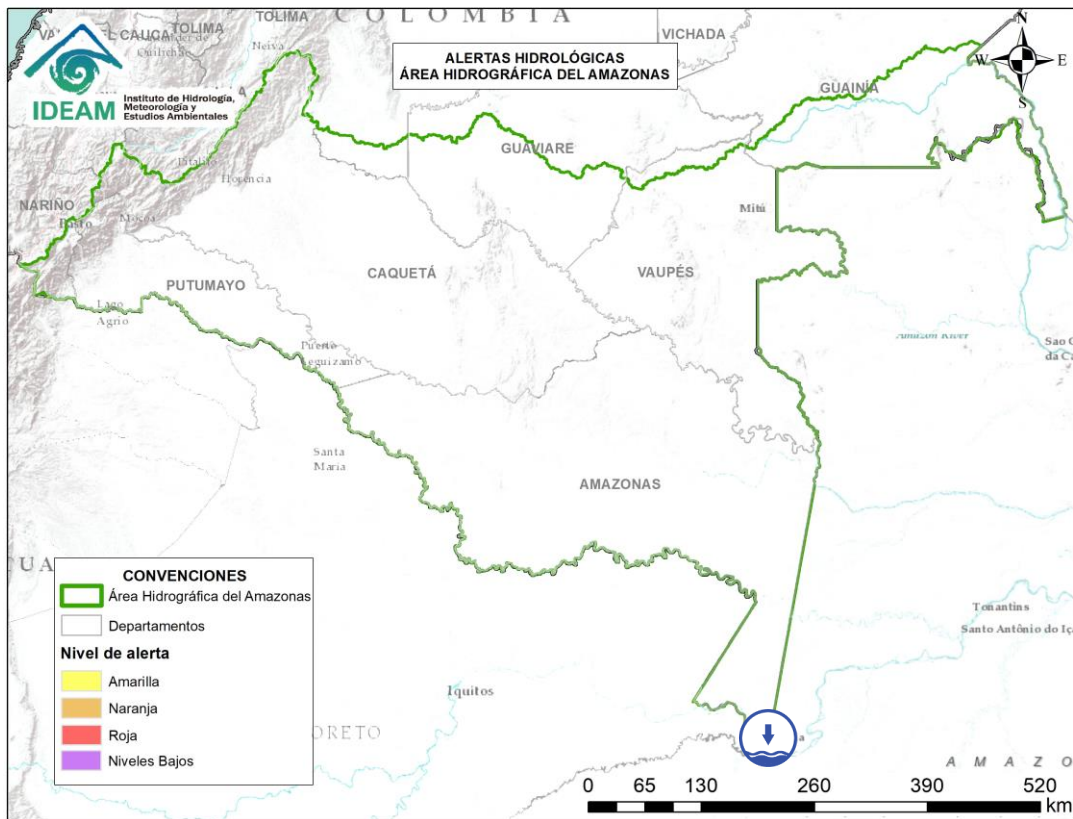 COLOMBIA
TOLIMA
TOLIMA
VICHADA
Neiva
ALERTAS HIDROLÓGICAS
ÁREA HIDROGRÁFICA DEL AMAZONAS
N
W
E
S
IDEAM
Instituto de Hidrología,
Meteorología y
Estudios Ambientales
GUAINÍA
GUAVIARE
Florencia
NARIÑO
Pasto
Mocoa
Mitú
CAQUETÁ
VAUPÉS
PUTUMAYO
Lago
Agrio
Amazon River
Puerto
Leguízamo
Santa
María
AMAZONAS
CONVENCIONES
Área Hidrográfica del Amazonas
Departamentos
Nivel de alerta
Amarilla
Naranja
Roja
Niveles Bajos
Tonantins
Santo Antônio do Iça
Iquitos
ORETO
AMAZO
0 65 130 260 390 520
km